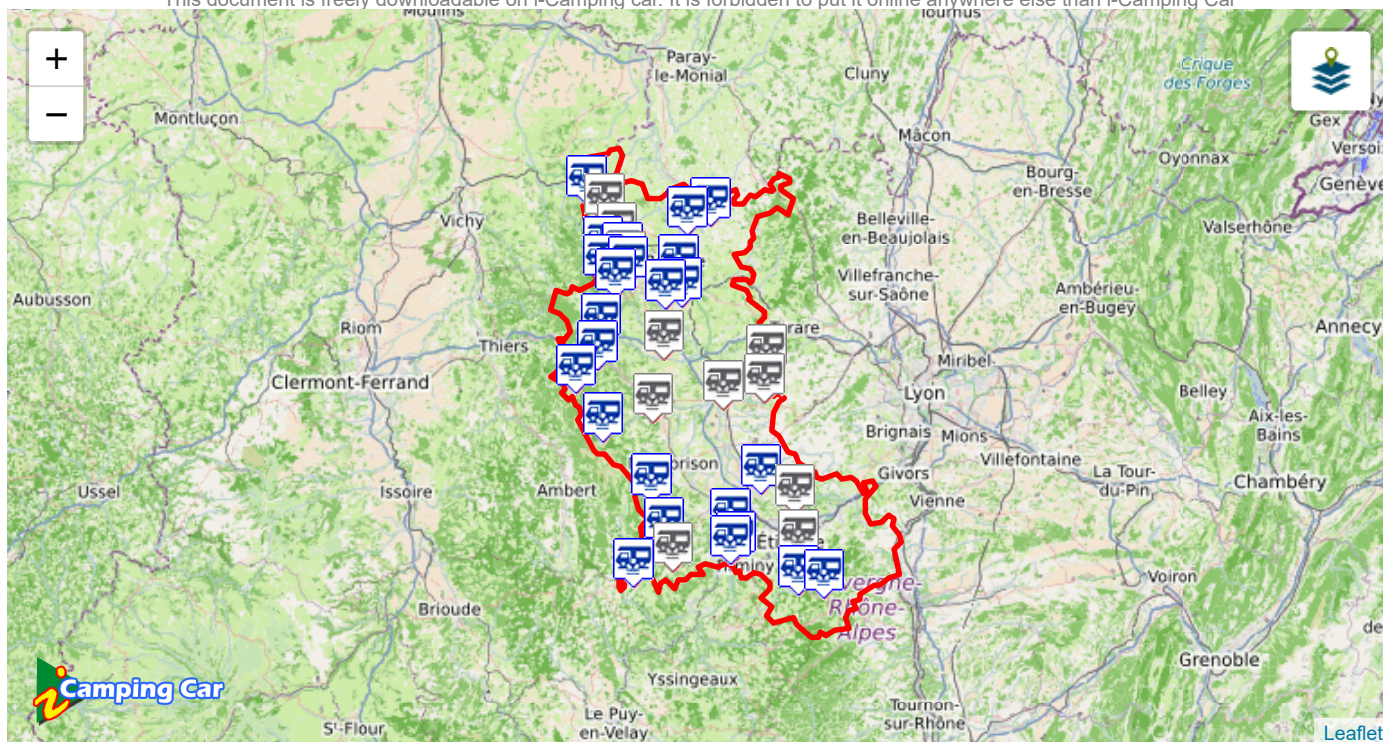 This document is freely downloadable on i-Camping car. It is forbidden to put it online anywhere else than i-Camping Car
Moulins
Tournus
+
−
Paray-
le-Monial
Cluny
Crique
des Forges
Montluçon
Gex
Mâcon
Versoix
Oyonnax
Bourg-
en-Bresse
Genève
Vichy
Belleville-
en-Beaujolais
Valserhône
Villefranche-
sur-Saône
Ambérieu-
en-Bugey
Aubusson
Riom
Annecy
Thiers
Miribel
Clermont-Ferrand
Lyon
Belley
Aix-les-
Bains
Brignais
Mions
Villefontaine
La Tour-
du-Pin
Givors
Chambéry
Ussel
Issoire
Ambert
Vienne
Voiron
Rhône-
Alpes
Brioude
Grenoble
Yssingeaux
i Camping Car
Le Puy-
en-Velay
Tournon-
sur-Rhône
St-Flour
Leaflet